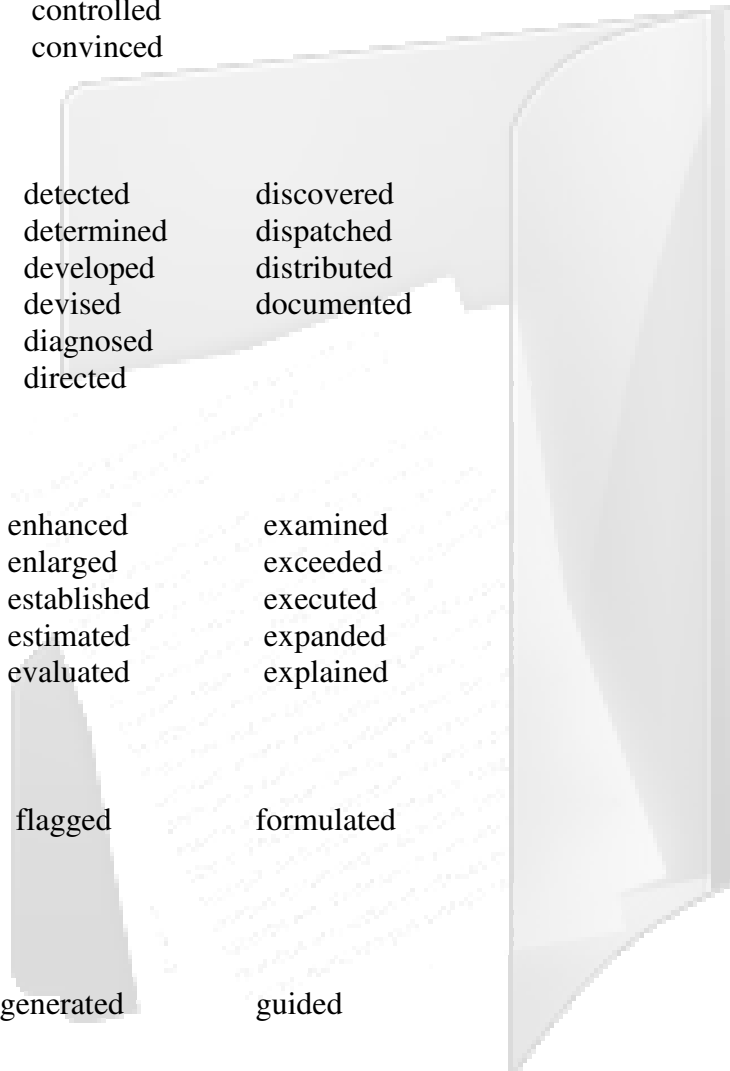 controlled
convinced
detected discovered
determined dispatched
developed distributed
devised documented
diagnosed
directed
enhanced examined
enlarged exceeded
established executed
estimated expanded
evaluated explained
flagged formulated
generated guided